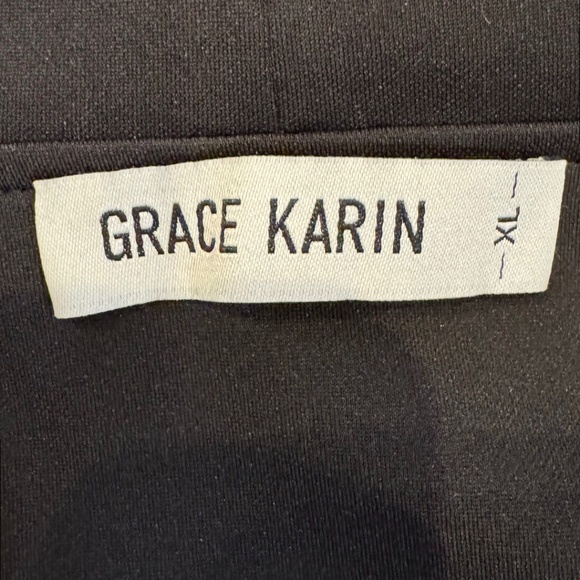 GRACE KARIN
— XL —